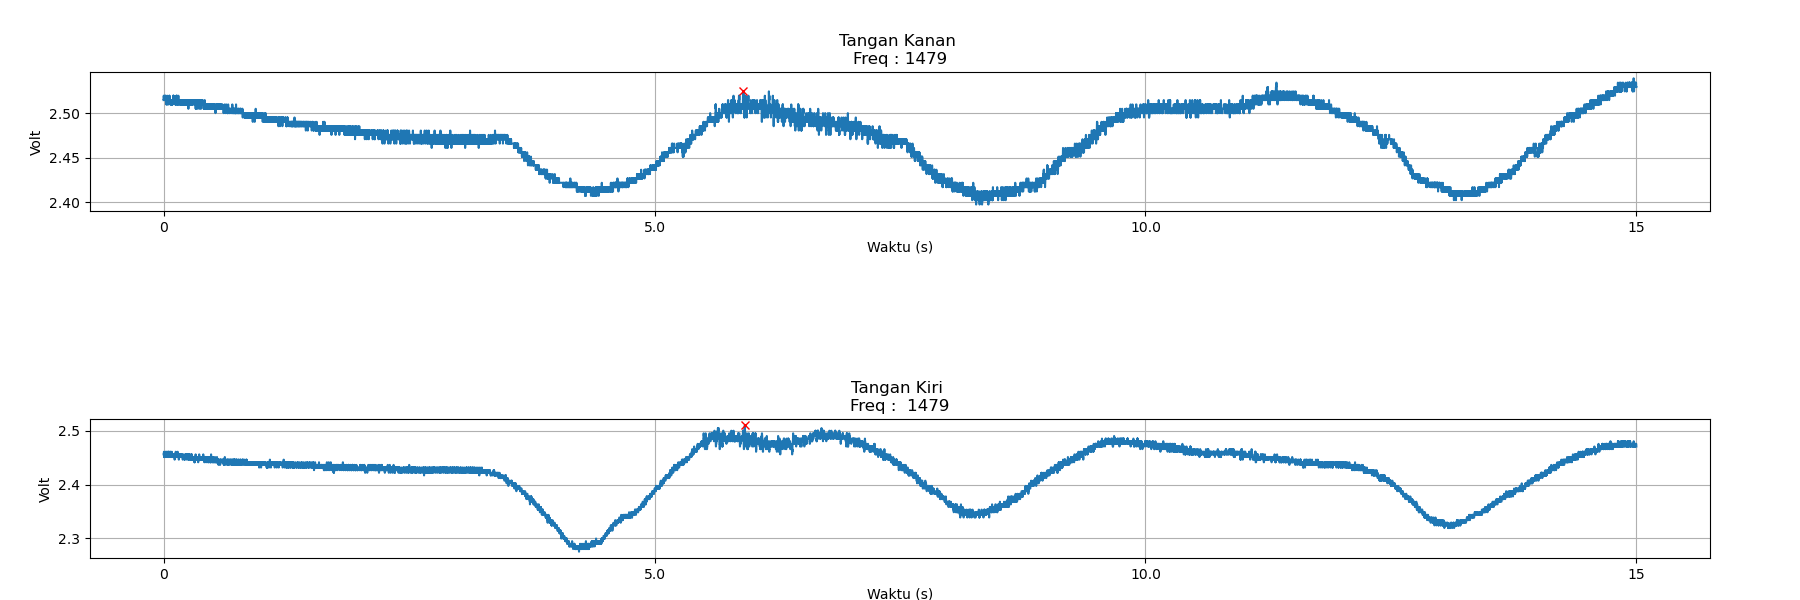 Tangan Kanan
Freq : 1479
Volt
2.50
2.45
2.40
0 5.0 10.0 15
Waktu (s)
Tangan Kiri
Freq :  1479
Volt
2.5
2.4
2.3
0 5.0 10.0 15
Waktu (s)